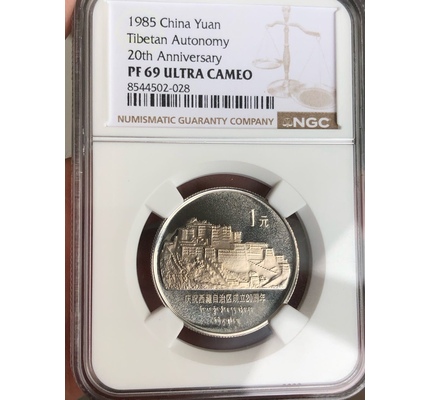 1985 China Yuan
Tibetan Autonomy
20th Anniversary
PF 69 ULTRA CAMEO
8544502-028
NUMISMATIC GUARANTY COMPANY
NGC
1元
庆祝西藏自治区成立20周年